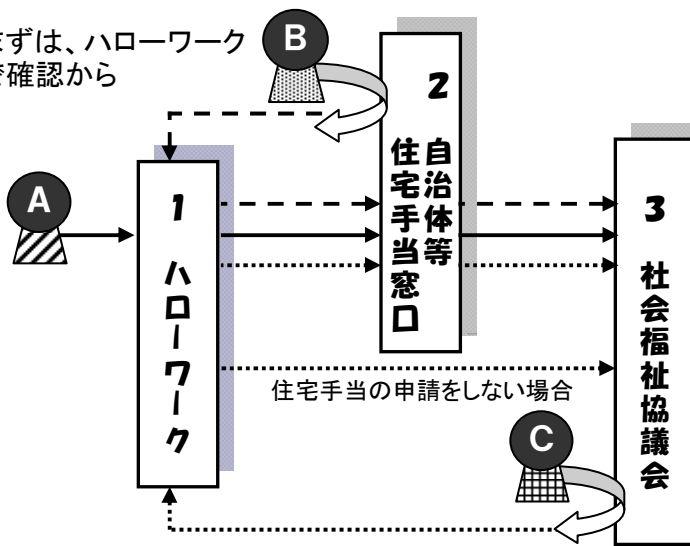 まずは、ハローワーク
で確認から
B
2 自治体等
住宅手当窓口
A
1 ハローワーク
3 社会福祉協議会
住宅手当の申請をしない場合
C